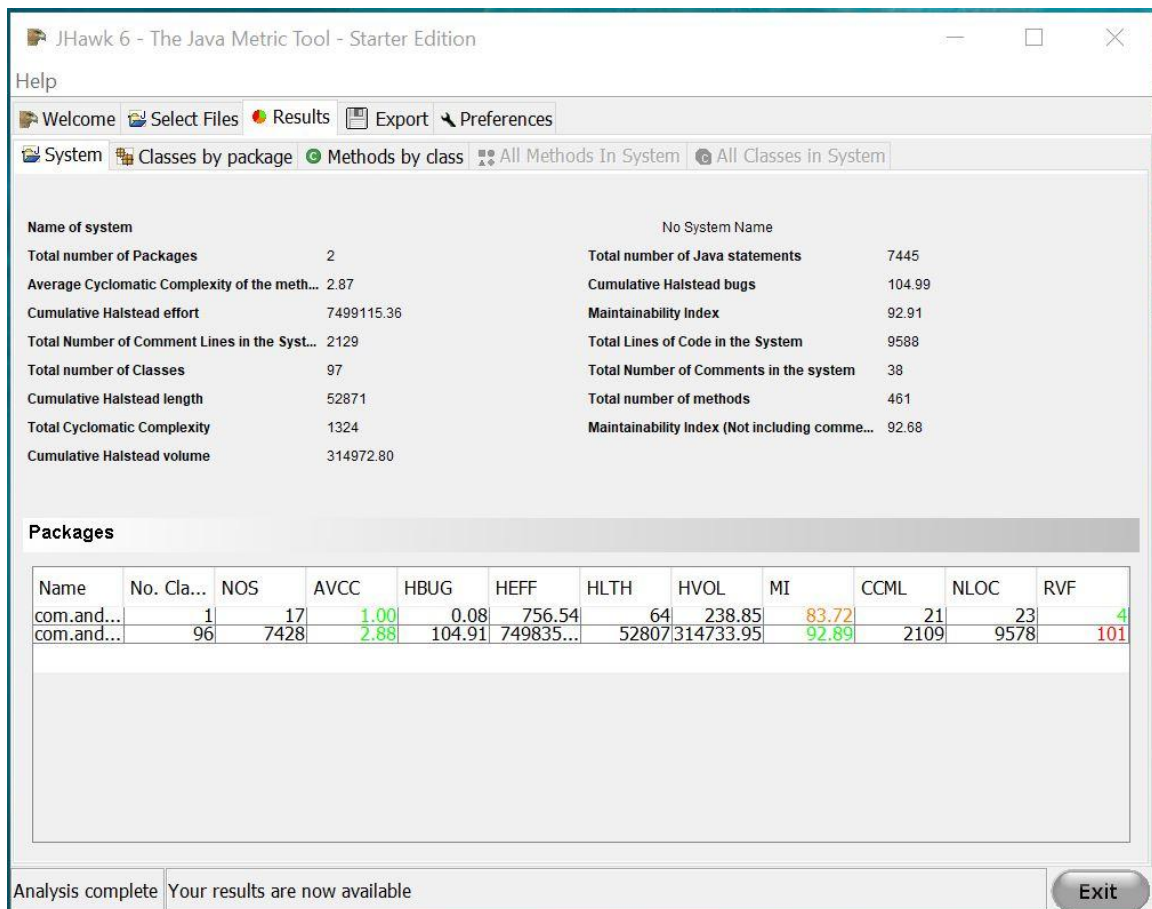 JHawk 6 - The Java Metric Tool - Starter Edition
Help
Welcome Select Files Results Export Preferences
System Classes by package Methods by class All Methods In System All Classes in System
Name of system No System Name
Total number of Packages 2 Total number of Java statements 7445
Average Cyclomatic Complexity of the meth... 2.87 Cumulative Halstead bugs 104.99
Cumulative Halstead effort 7499115.36 Maintainability Index 92.91
Total Number of Comment Lines in the Syst... 2129 Total Lines of Code in the System 9588
Total number of Classes 97 Total Number of Comments in the system 38
Cumulative Halstead length 52871 Total number of methods 461
Total Cyclomatic Complexity 1324 Maintainability Index (Not including comme... 92.68
Cumulative Halstead volume 314972.80
Packages
Name No. Cla... NOS AVCC HBUG HEFF HLTH HVOL MI CCML NLOC RVF
com.and... 1 17 1.00 0.08 756.54 64 238.85 83.72 21 23 4
com.and... 96 7428 2.88 104.91 749835... 52807 314733.95 92.89 2109 9578 101
Analysis complete Your results are now available Exit